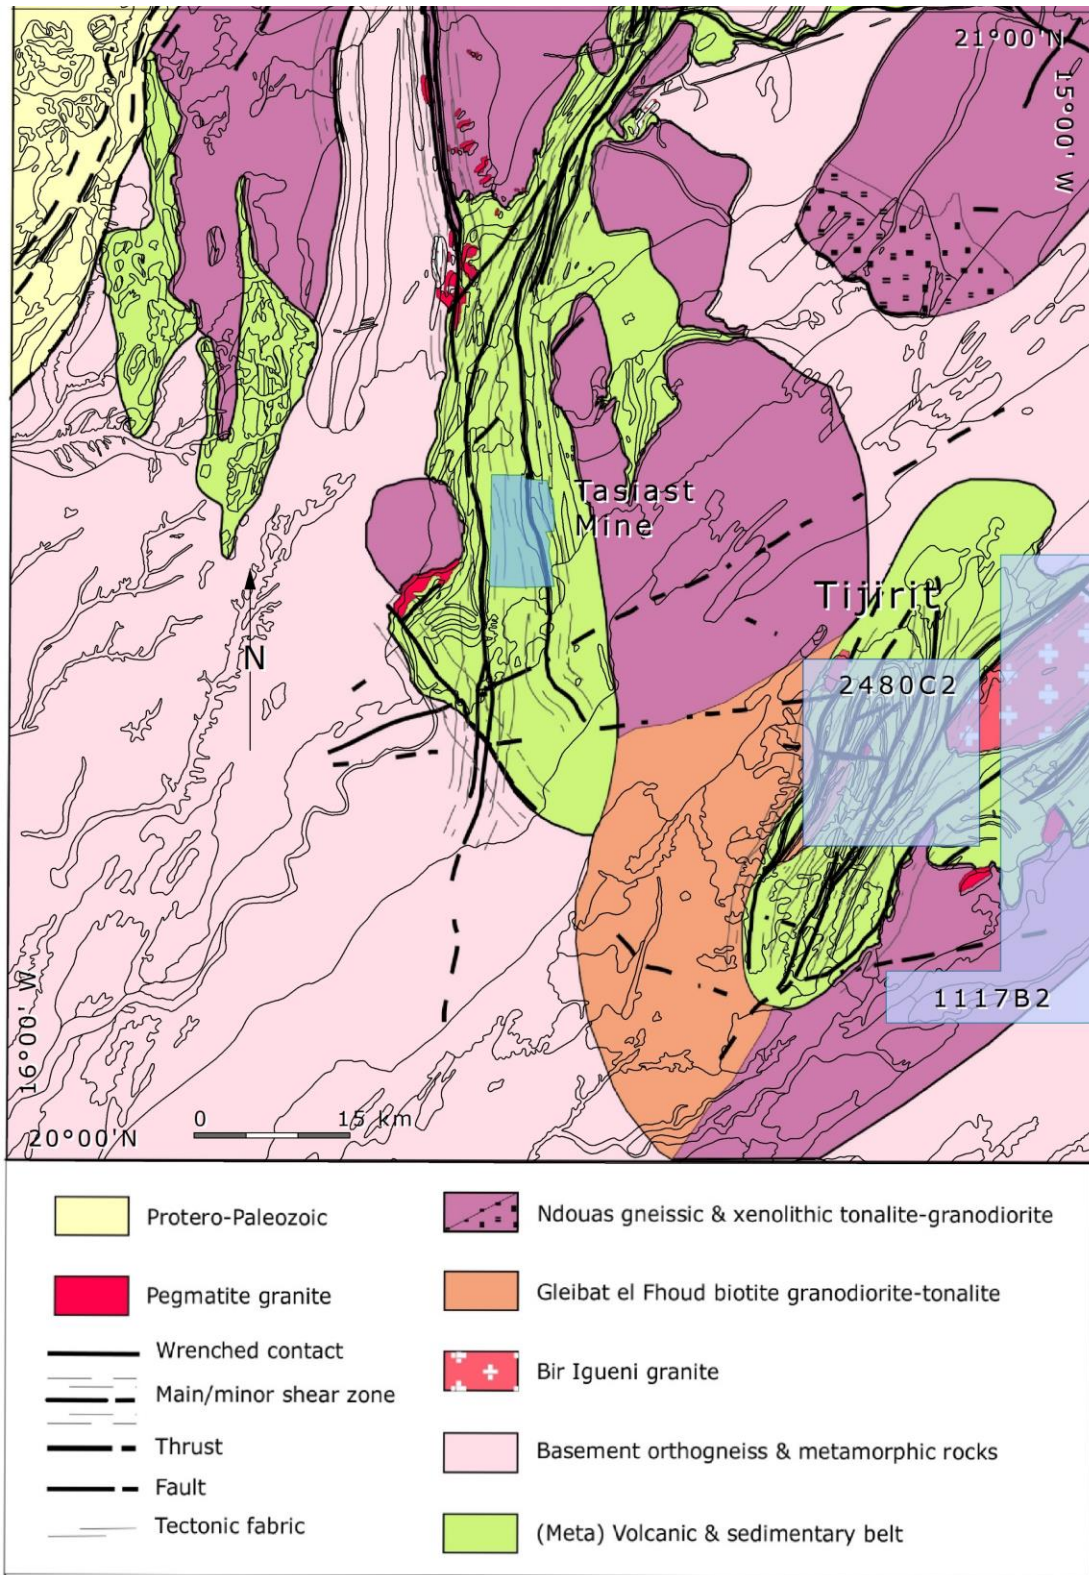 21°00'N
15°00' W
Tasiast
Mine
Tijirit
2480C2
N
1117B2
16°00' W
0 15 km
20°00'N
Protero-Paleozoic
Pegmatite granite
Wrenched contact
Main/minor shear zone
Thrust
Fault
Tectonic fabric
Ndouas gneissic & xenolithic tonalite-granodiorite
Gleibat el Fhoud biotite granodiorite-tonalite
Bir Igueni granite
Basement orthogneiss & metamorphic rocks
(Meta) Volcanic & sedimentary belt